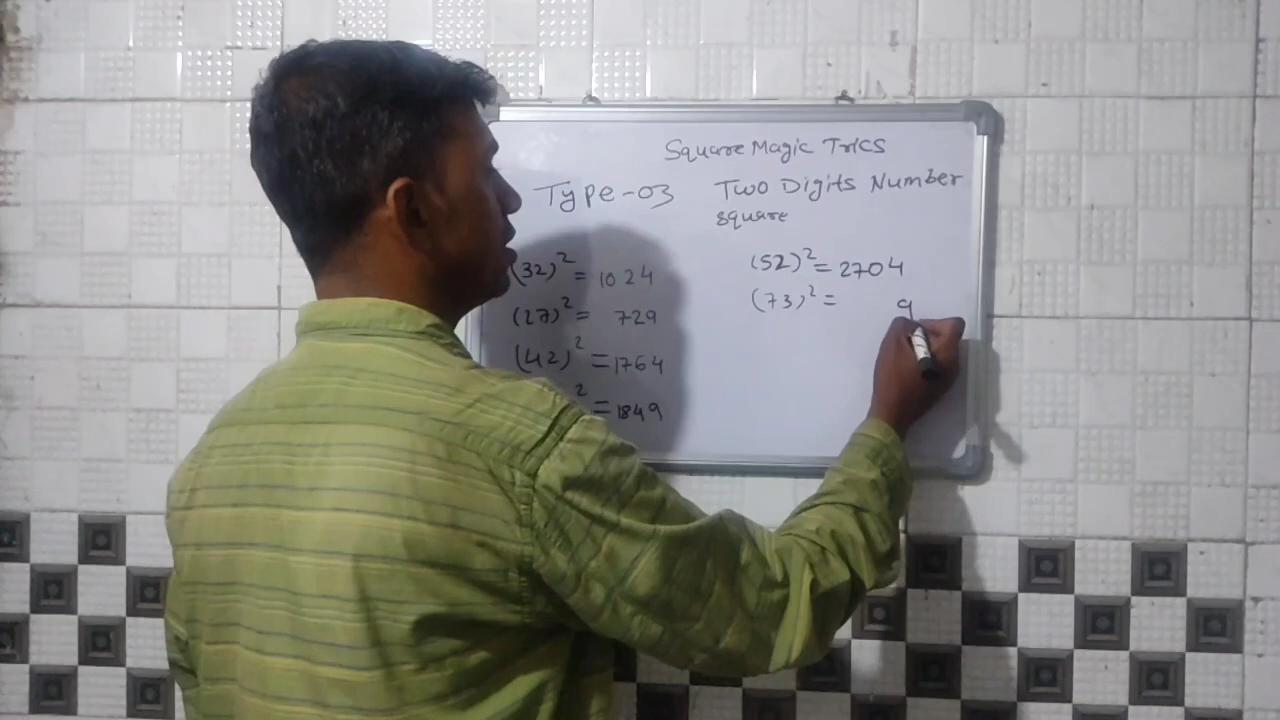 Square Magic Trics
Type-03 Two Digits Number
square
(32)² = 1024
(27)² = 729
(42)² = 1764
² = 1849
(52)² = 2704
(73)² = 9